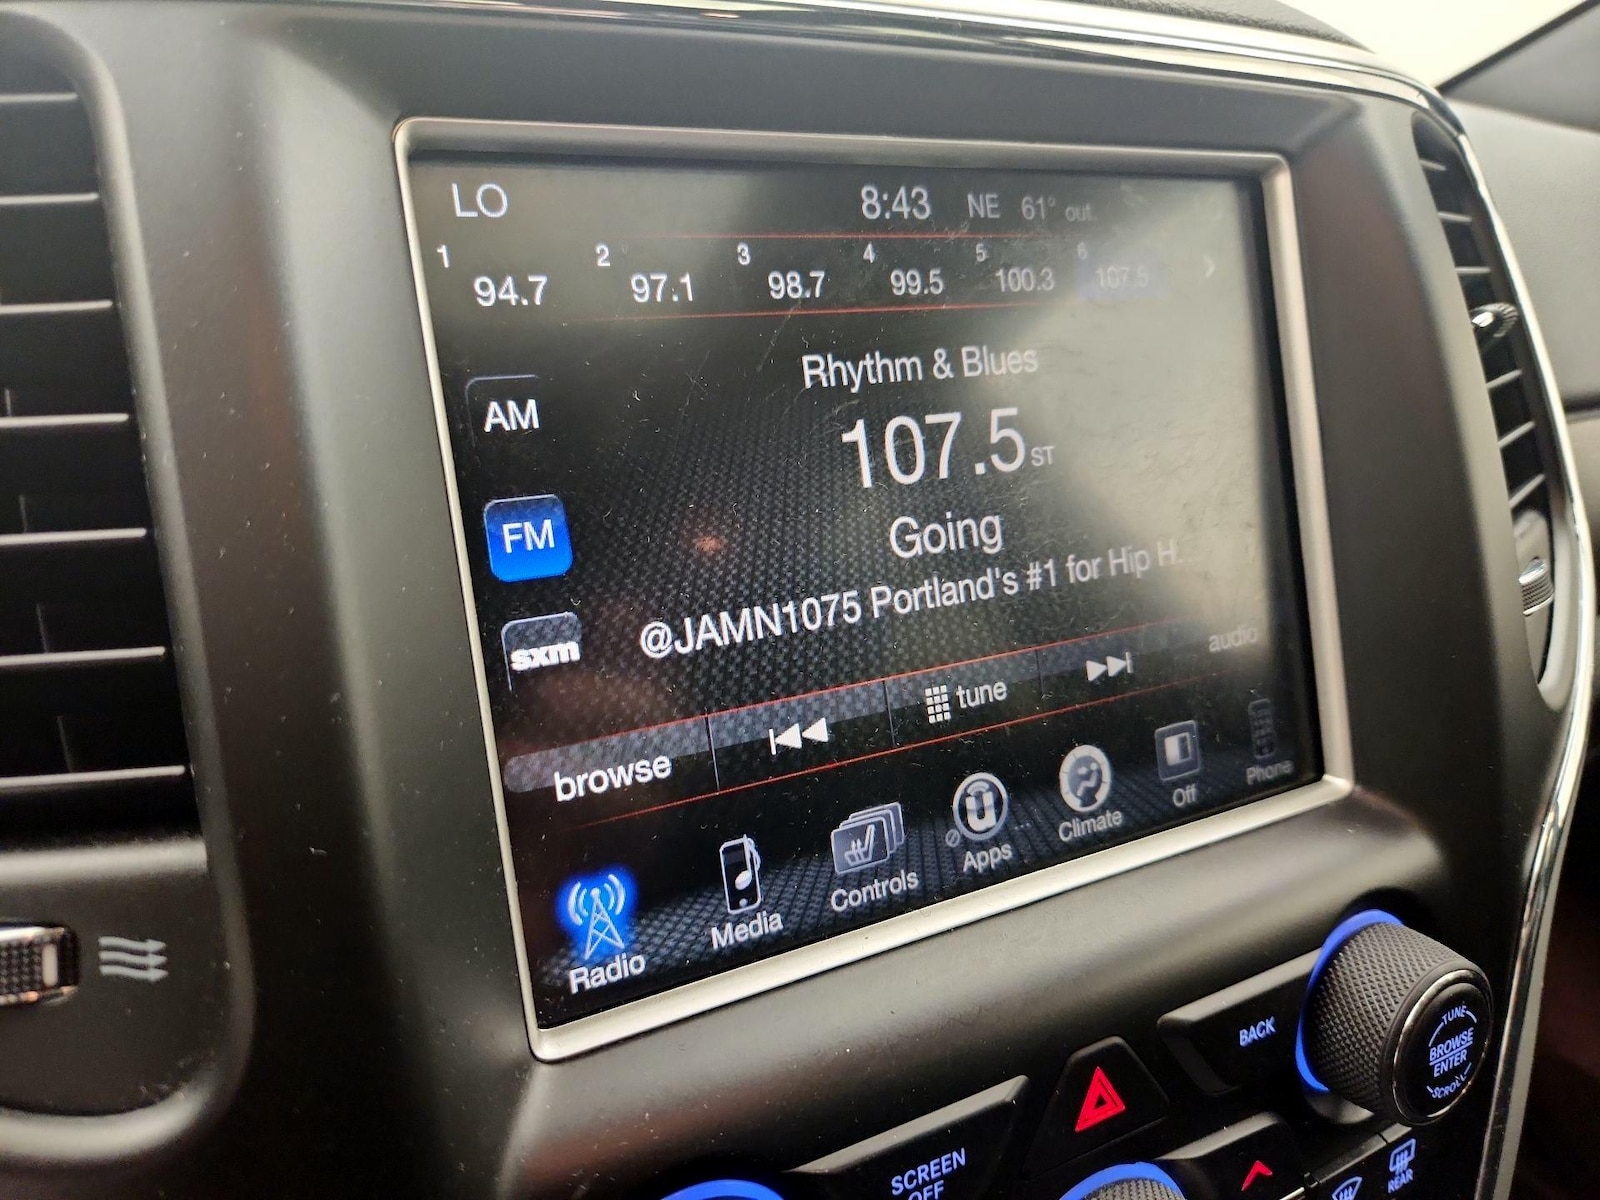 LO 8:43 NE 61° out
1 94.7 2 97.1 3 98.7 4 99.5 5 100.3 6 107.5
Rhythm & Blues
AM
107.5 ST
FM
Going
@JAMN1075 Portland's #1 for Hip H...
sxm
browse tune audio
Radio Media Controls Apps Climate Off Phone
BACK
TUNE
BROWSE
ENTER
SCROLL
SCREEN
OFF
REAR